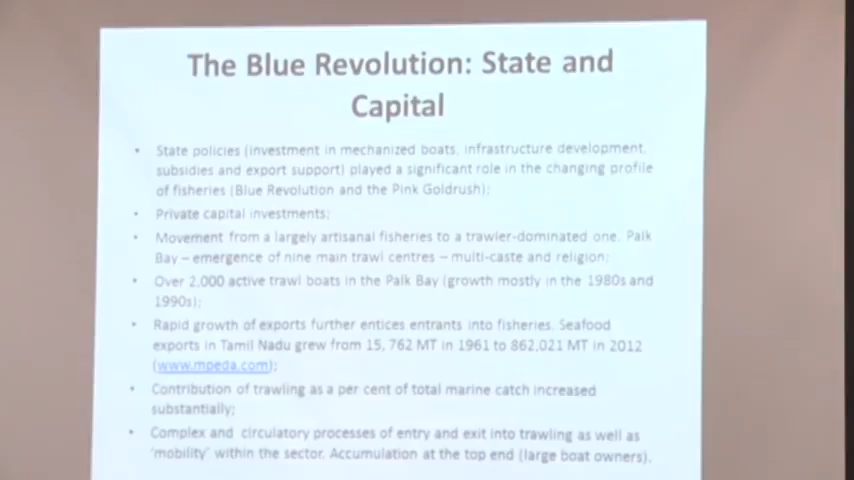 The Blue Revolution: State and
Capital
• State policies (investment in mechanized boats, infrastructure development,
subsidies and export support) played a significant role in the changing profile
of fisheries (Blue Revolution and the Pink Goldrush);
• Private capital investments;
• Movement from a largely artisanal fisheries to a trawler-dominated one. Palk
Bay – emergence of nine main trawl centres – multi-caste and religion;
• Over 2,000 active trawl boats in the Palk Bay (growth mostly in the 1980s and
1990s);
• Rapid growth of exports further entices entrants into fisheries. Seafood
exports in Tamil Nadu grew from 15, 762 MT in 1961 to 862,021 MT in 2012
(www.mpeda.com);
• Contribution of trawling as a per cent of total marine catch increased
substantially;
• Complex and circulatory processes of entry and exit into trawling as well as
'mobility' within the sector. Accumulation at the top end (large boat owners).